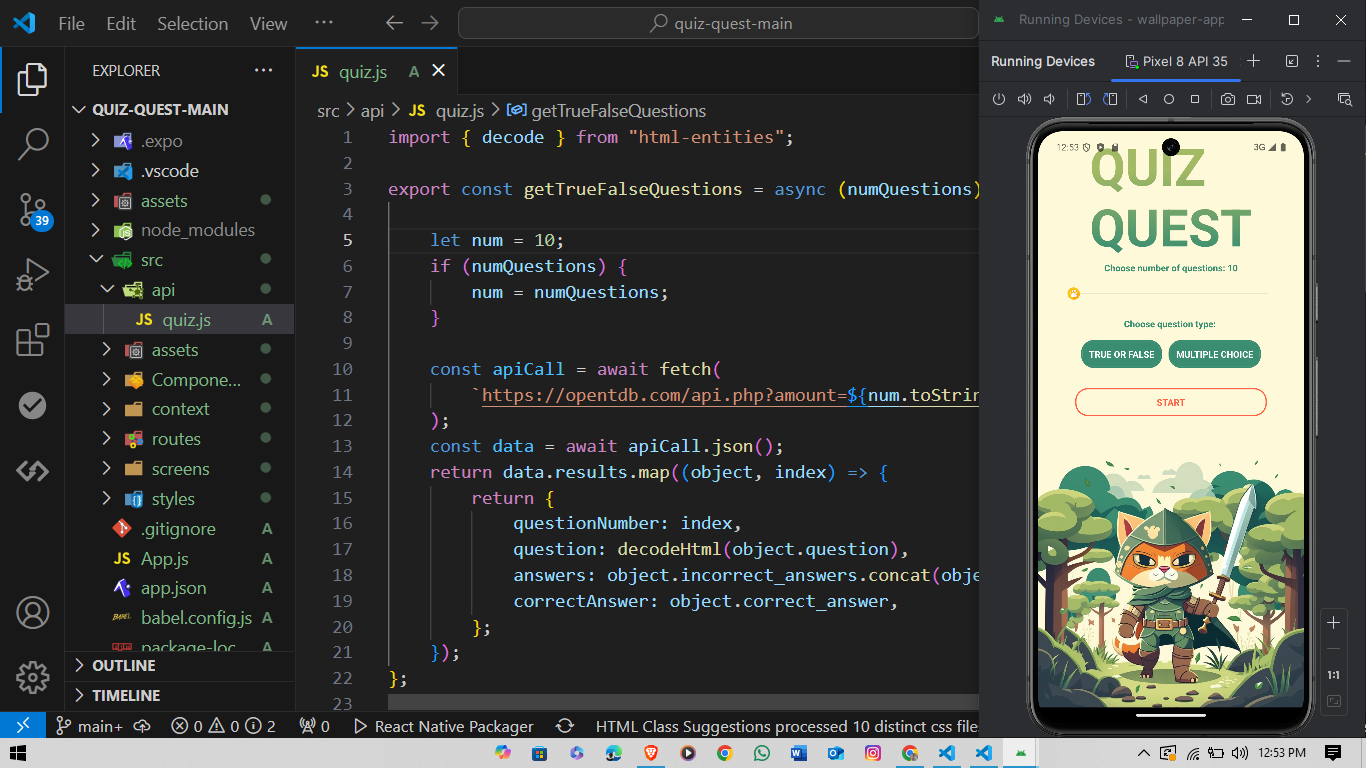 File Edit Selection View ··· quiz-quest-main
EXPLORER ···
QUIZ-QUEST-MAIN
.expo
.vscode
assets
node_modules
src
api
JS quiz.js A
assets
Compone...
context
routes
screens
styles
.gitignore A
JS App.js A
app.json A
BABEL babel.config.js A
OUTLINE
TIMELINE
39
JS quiz.js A
src > api > JS quiz.js > getTrueFalseQuestions
1 import { decode } from "html-entities";
2
3 export const getTrueFalseQuestions = async (numQuestions)
4
5 let num = 10;
6 if (numQuestions) {
7 num = numQuestions;
8 }
9
10 const apiCall = await fetch(
11 `https://opentdb.com/api.php?amount=${num.toStrin
12 );
13 const data = await apiCall.json();
14 return data.results.map((object, index) => {
15 return {
16 questionNumber: index,
17 question: decodeHtml(object.question),
18 answers: object.incorrect_answers.concat(obje
19 correctAnswer: object.correct_answer,
20 };
21 });
22 };
23
main+ 0 0 2 0 React Native Packager HTML Class Suggestions processed 10 distinct css file
Running Devices - wallpaper-app
Running Devices Pixel 8 API 35
12:53 3G
QUIZ
QUEST
Choose number of questions: 10
Choose question type:
TRUE OR FALSE MULTIPLE CHOICE
START
1:1
12:53 PM